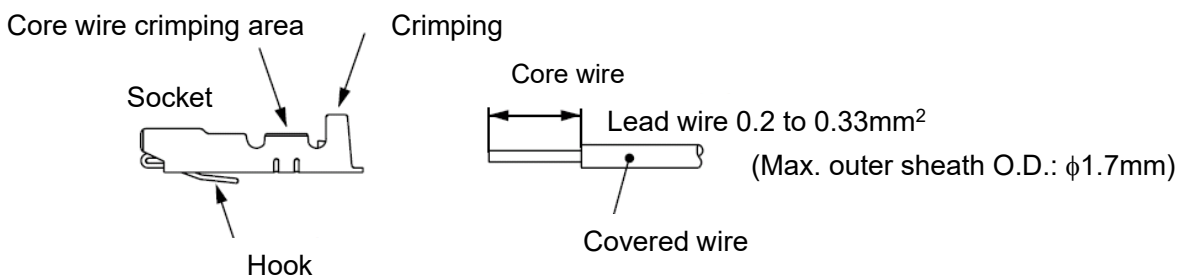 Core wire crimping area
Crimping
Core wire
Socket
Lead wire 0.2 to 0.33mm²
(Max. outer sheath O.D.: ϕ1.7mm)
Covered wire
Hook